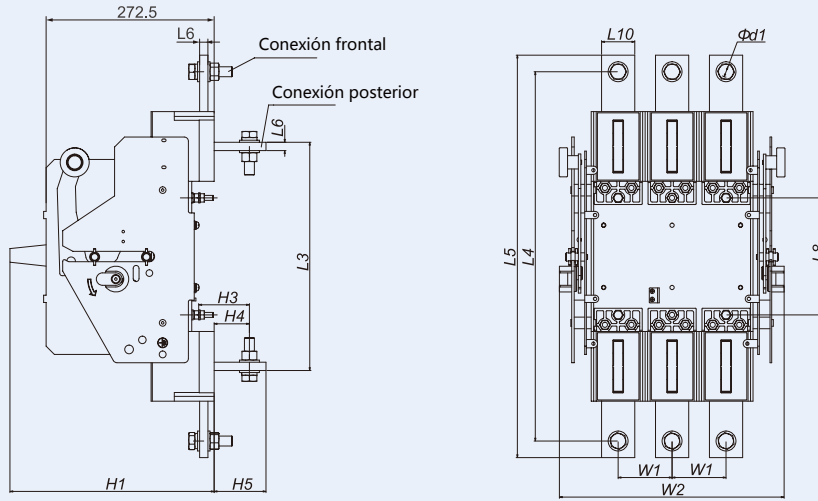 272.5
L6
Conexión frontal
Conexión posterior
L6
L3
H3
H4
H1
H5
L10
Φd1
L5
L4
L8
W1
W1
W2